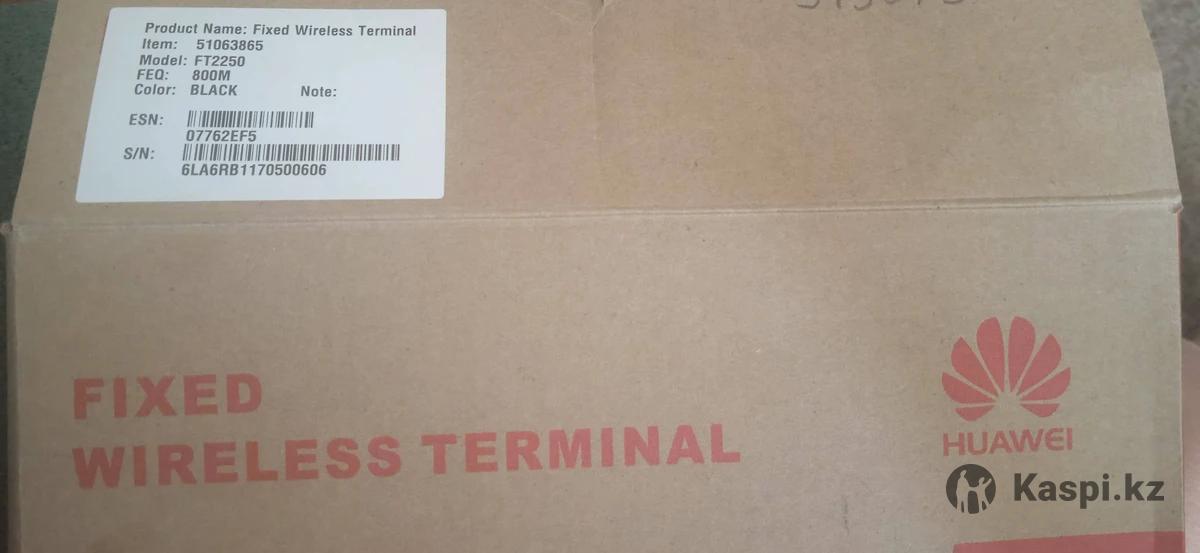 Product Name: Fixed Wireless Terminal
Item: 51063865
Model: FT2250
FEQ: 800M
Color: BLACK Note:
ESN:
07762EF5
S/N:
6LA6RB1170500606
FIXED
WIRELESS TERMINAL
HUAWEI
Kaspi.kz